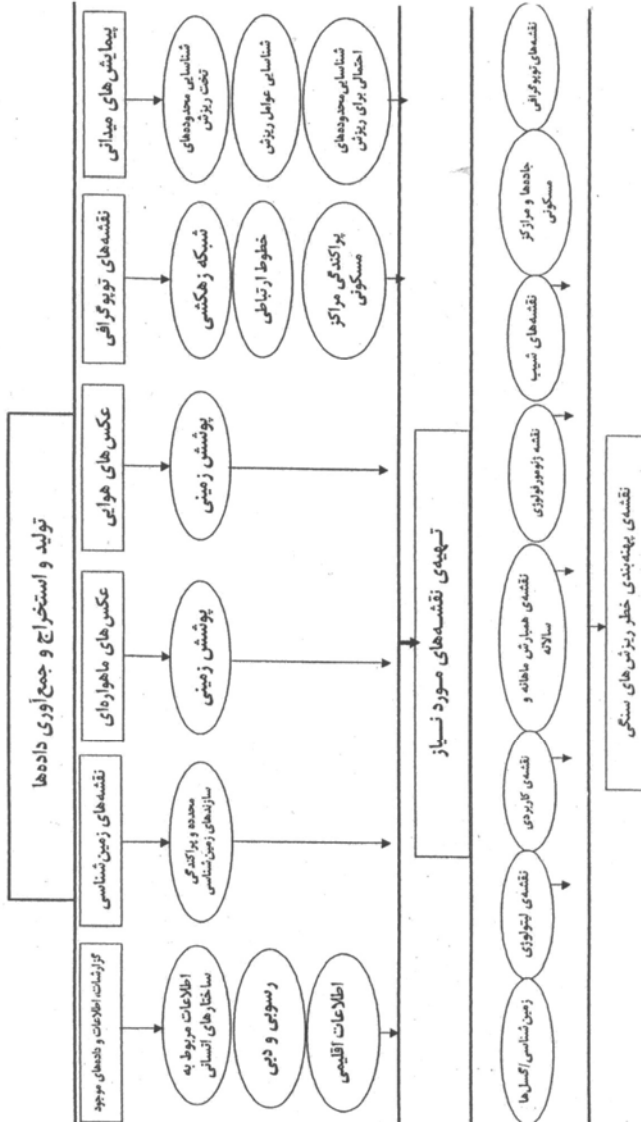 تولید و استخراج و جمع‌آوری داده‌ها
پیمایش‌های میدانی
نقشه‌های توپوگرافی
عکس‌های هوایی
عکس‌های ماهواره‌ای
نقشه‌های زمین‌شناسی
گزارشات، اطلاعات و داده‌های موجود
شناسایی محدوده‌های
تحت ریزش
شناسایی عوامل ریزش
شناسایی محدوده‌های
احتمالی برای ریزش
شبکه زهکشی
خطوط ارتباطی
پراکندگی مراکز
مسکونی
پوشش زمینی
پوشش زمینی
محدده و پراکندگی
سازندهای زمین‌شناسی
اطلاعات مربوط به
ساختارهای انسانی
رسوبی و دبی
اطلاعات اقلیمی
تهیه‌ی نقشه‌های مورد نیاز
نقشه‌های توپوگرافی
جاده‌ها و مراکز
مسکونی
نقشه‌های شیب
نقشه ژئومورفولوژی
نقشه‌ی همبارش ماهانه و
سالانه
نقشه‌ی کاربردی
نقشه‌ی لیتولوژی
زمین‌شناسی/گسل‌ها
نقشه‌ی پهنه‌بندی خطر ریزش‌های سنگی